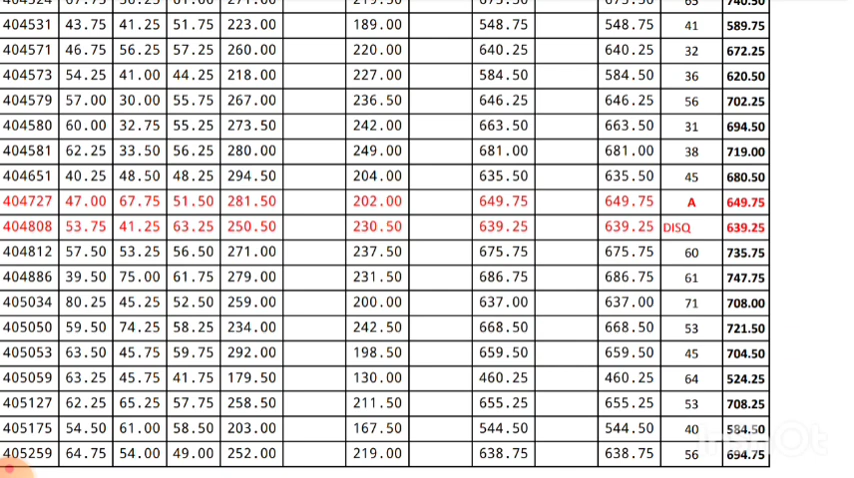 404531 43.75 41.25 51.75 223.00 189.00 548.75 548.75 41 589.75
404571 46.75 56.25 57.25 260.00 220.00 640.25 640.25 32 672.25
404573 54.25 41.00 44.25 218.00 227.00 584.50 584.50 36 620.50
404579 57.00 30.00 55.75 267.00 236.50 646.25 646.25 56 702.25
404580 60.00 32.75 55.25 273.50 242.00 663.50 663.50 31 694.50
404581 62.25 33.50 56.25 280.00 249.00 681.00 681.00 38 719.00
404651 40.25 48.50 48.25 294.50 204.00 635.50 635.50 45 680.50
404727 47.00 67.75 51.50 281.50 202.00 649.75 649.75 A 649.75
404808 53.75 41.25 63.25 250.50 230.50 639.25 639.25 DISQ 639.25
404812 57.50 53.25 56.50 271.00 237.50 675.75 675.75 60 735.75
404886 39.50 75.00 61.75 279.00 231.50 686.75 686.75 61 747.75
405034 80.25 45.25 52.50 259.00 200.00 637.00 637.00 71 708.00
405050 59.50 74.25 58.25 234.00 242.50 668.50 668.50 53 721.50
405053 63.50 45.75 59.75 292.00 198.50 659.50 659.50 45 704.50
405059 63.25 45.75 41.75 179.50 130.00 460.25 460.25 64 524.25
405127 62.25 65.25 57.75 258.50 211.50 655.25 655.25 53 708.25
405175 54.50 61.00 58.50 203.00 167.50 544.50 544.50 40 584.50
405259 64.75 54.00 49.00 252.00 219.00 638.75 638.75 56 694.75